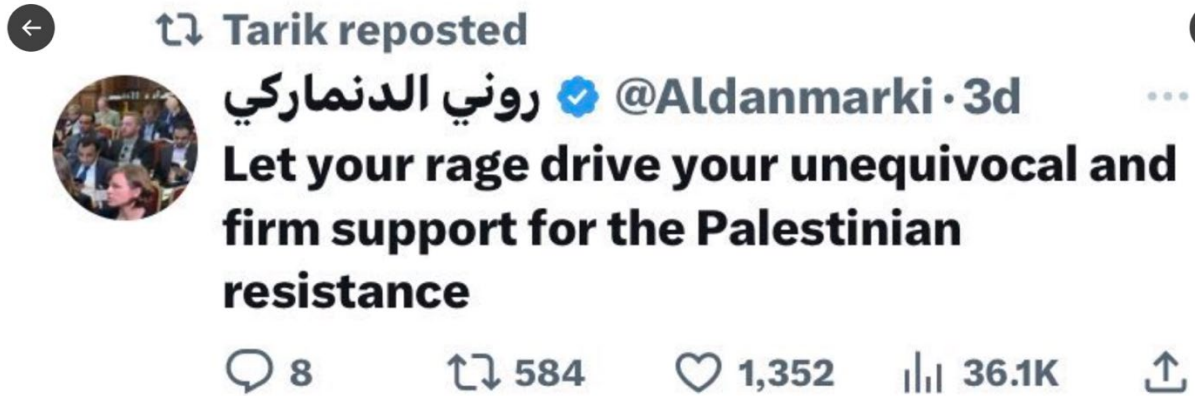 Tarik reposted
روني الدنماركي @Aldanmarki · 3d
Let your rage drive your unequivocal and
firm support for the Palestinian
resistance
8 584 1,352 36.1K